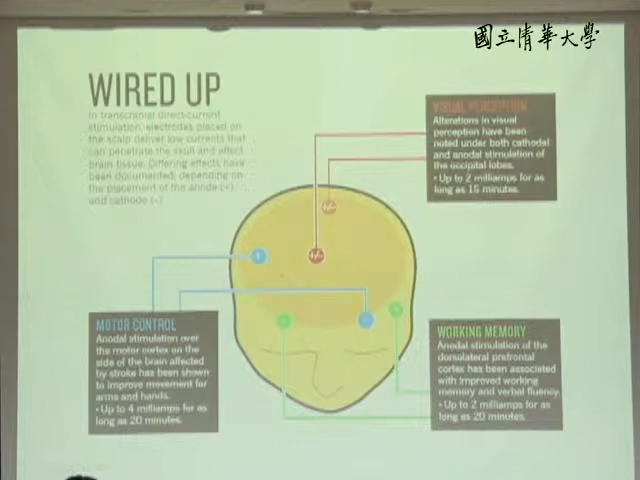 國立清華大學
WIRED UP
In transcranial direct-current
stimulation, electrodes placed on
the scalp deliver low currents that
can penetrate the skull and affect
brain tissue. Differing effects have
been documented, depending on
the placement of the anode (+)
and cathode (-).
VISUAL PERCEPTION
Alterations in visual
perception have been
noted under both cathodal
and anodal stimulation of
the occipital lobes.
• Up to 2 milliamps for as
long as 15 minutes.
MOTOR CONTROL
Anodal stimulation over
the motor cortex on the
side of the brain affected
by stroke has been shown
to improve movement for
arms and hands.
• Up to 4 milliamps for as
long as 20 minutes.
WORKING MEMORY
Anodal stimulation of the
dorsolateral prefrontal
cortex has been associated
with improved working
memory and verbal fluency.
• Up to 2 milliamps for as
long as 20 minutes.